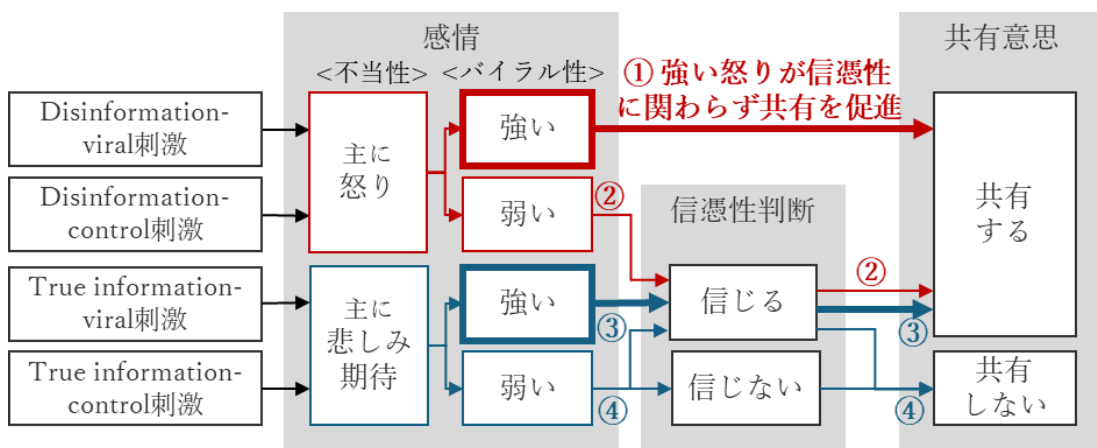 感情
共有意思
<不当性>
<バイラル性>
① 強い怒りが信憑性
に関わらず共有を促進
Disinformation-
viral刺激
Disinformation-
control刺激
True information-
viral刺激
True information-
control刺激
主に
怒り
主に
悲しみ
期待
強い
弱い
②
強い
③
弱い
④
信憑性判断
信じる
信じない
②
③
④
共有
する
共有
しない